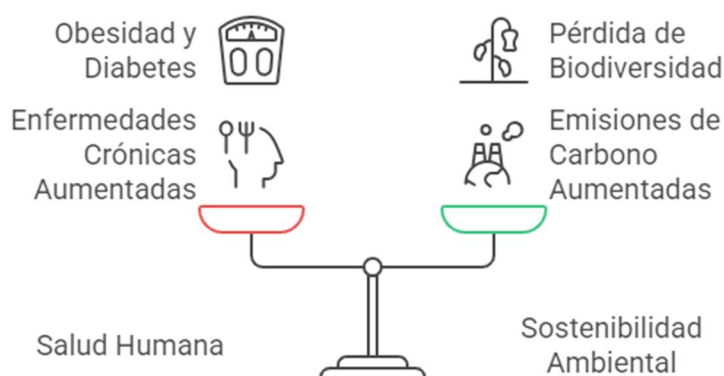 Obesidad y
Diabetes
Pérdida de
Biodiversidad
Enfermedades
Crónicas
Aumentadas
Emisiones de
Carbono
Aumentadas
Salud Humana
Sostenibilidad
Ambiental